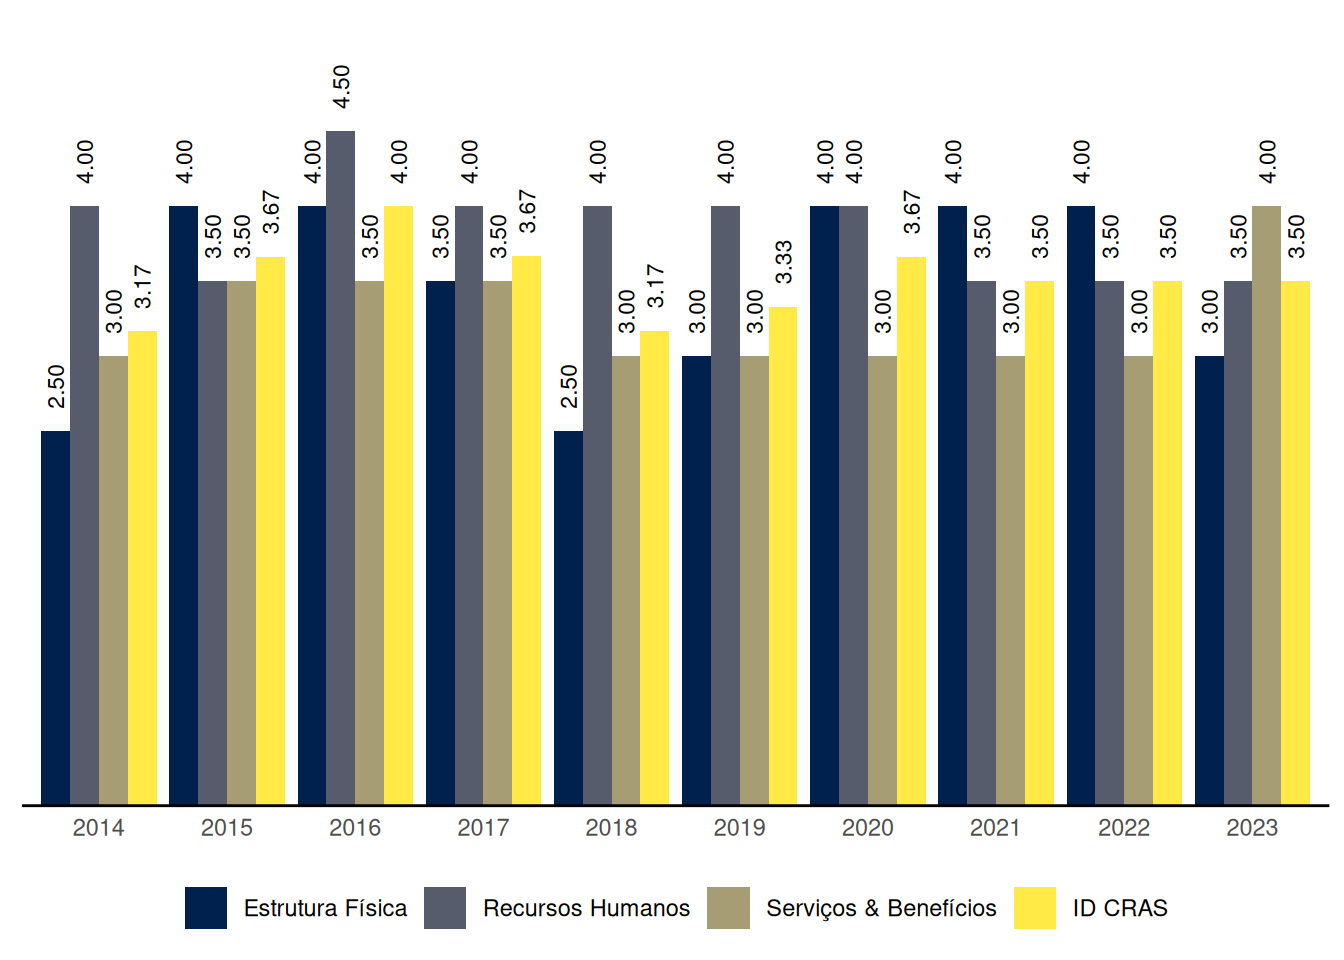 4.50
4.00 4.00 4.00 4.00 4.00 4.00 4.00 4.00 4.00 4.00 4.00 4.00
3.50 3.50 3.67 3.50 3.50 3.50 3.67 3.67 3.50 3.50 3.50 3.50 3.50 3.50
3.00 3.17 3.00 3.17 3.00 3.00 3.33 3.00 3.00 3.00 3.00
2.50 2.50
2014 2015 2016 2017 2018 2019 2020 2021 2022 2023
Estrutura Física Recursos Humanos Serviços & Benefícios ID CRAS